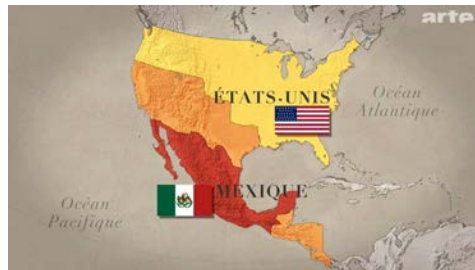 arte
ÉTATS-UNIS
Océan
Atlantique
MEXIQUE
Océan
Pacifique